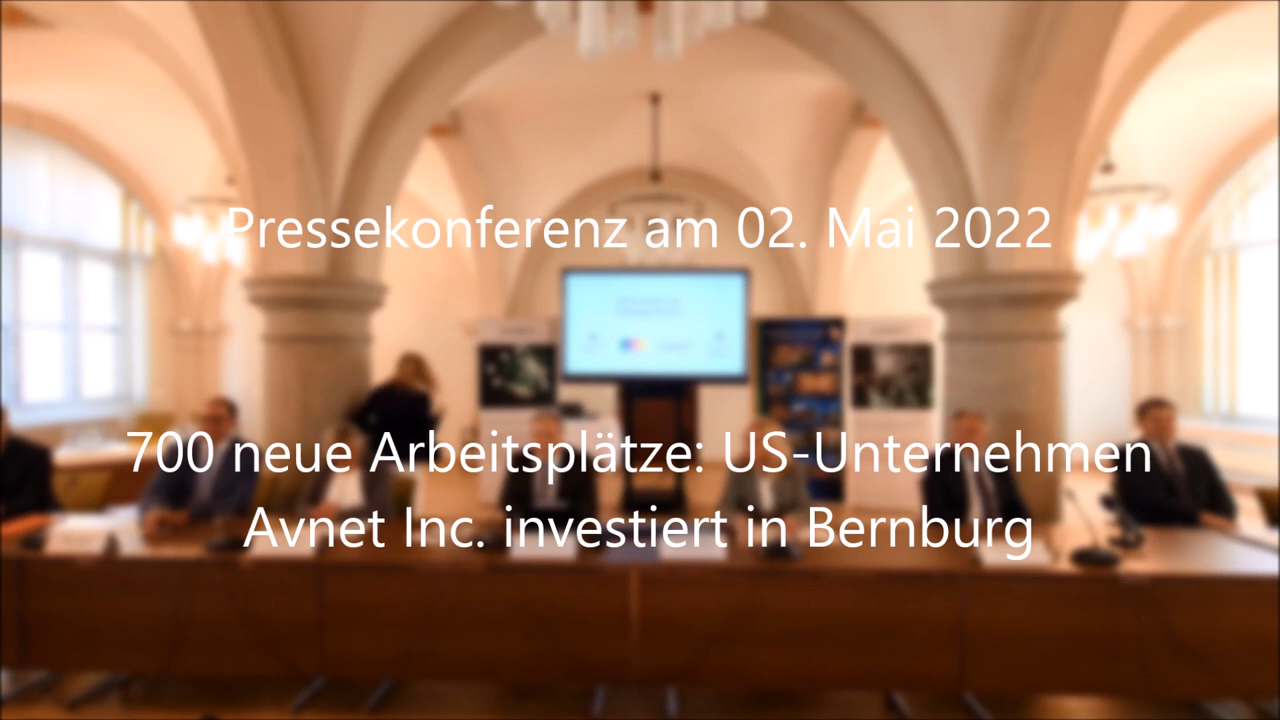 Pressekonferenz am 02. Mai 2022
700 neue Arbeitsplätze: US-Unternehmen
Avnet Inc. investiert in Bernburg